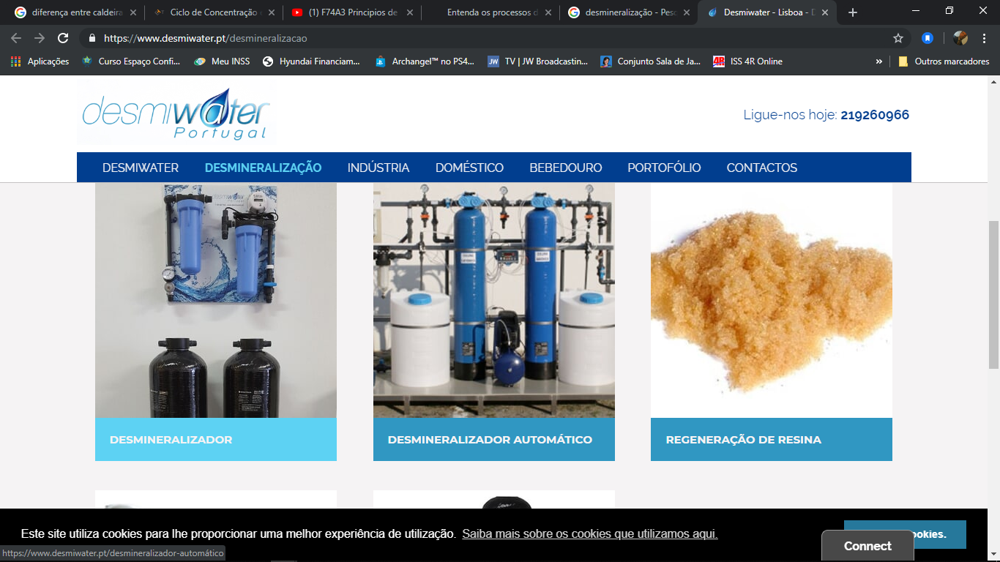 diferença entre caldeira
Ciclo de Concentração
(1) F74A3 Principios de
Entenda os processos d
desmineralização - Pesq
Desmiwater - Lisboa - D
https://www.desmiwater.pt/desmineralizacao
Aplicações
Curso Espaço Confi...
Meu INSS
Hyundai Financiam...
Archangel™ no PS4...
TV | JW Broadcastin...
Conjunto Sala de Ja...
ISS 4R Online
»
Outros marcadores
desmiwater
Portugal
Ligue-nos hoje: 219260966
DESMIWATER
DESMINERALIZAÇÃO
INDÚSTRIA
DOMÉSTICO
BEBEDOURO
PORTOFÓLIO
CONTACTOS
desmiwater
DESMINERALIZADOR
DESMINERALIZADOR AUTOMÁTICO
REGENERAÇÃO DE RESINA
Este site utiliza cookies para lhe proporcionar uma melhor experiência de utilização. Saiba mais sobre os cookies que utilizamos aqui.
ookies.
Connect
https://www.desmiwater.pt/desmineralizador-automático